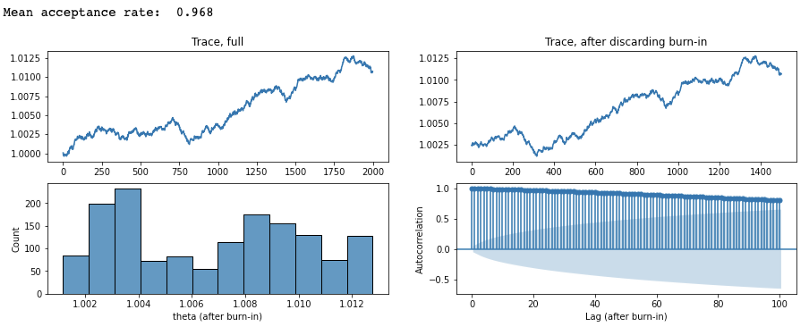 Mean acceptance rate:  0.968
Trace, full
Trace, after discarding burn-in
1.0125
1.0100
1.0075
1.0050
1.0025
1.0000
0 250 500 750 1000 1250 1500 1750 2000
1.0125
1.0100
1.0075
1.0050
1.0025
0 200 400 600 800 1000 1200 1400
Count
200
150
100
50
0
1.002 1.004 1.006 1.008 1.010 1.012
theta (after burn-in)
Autocorrelation
1.0
0.5
0.0
−0.5
0 20 40 60 80 100
Lag (after burn-in)